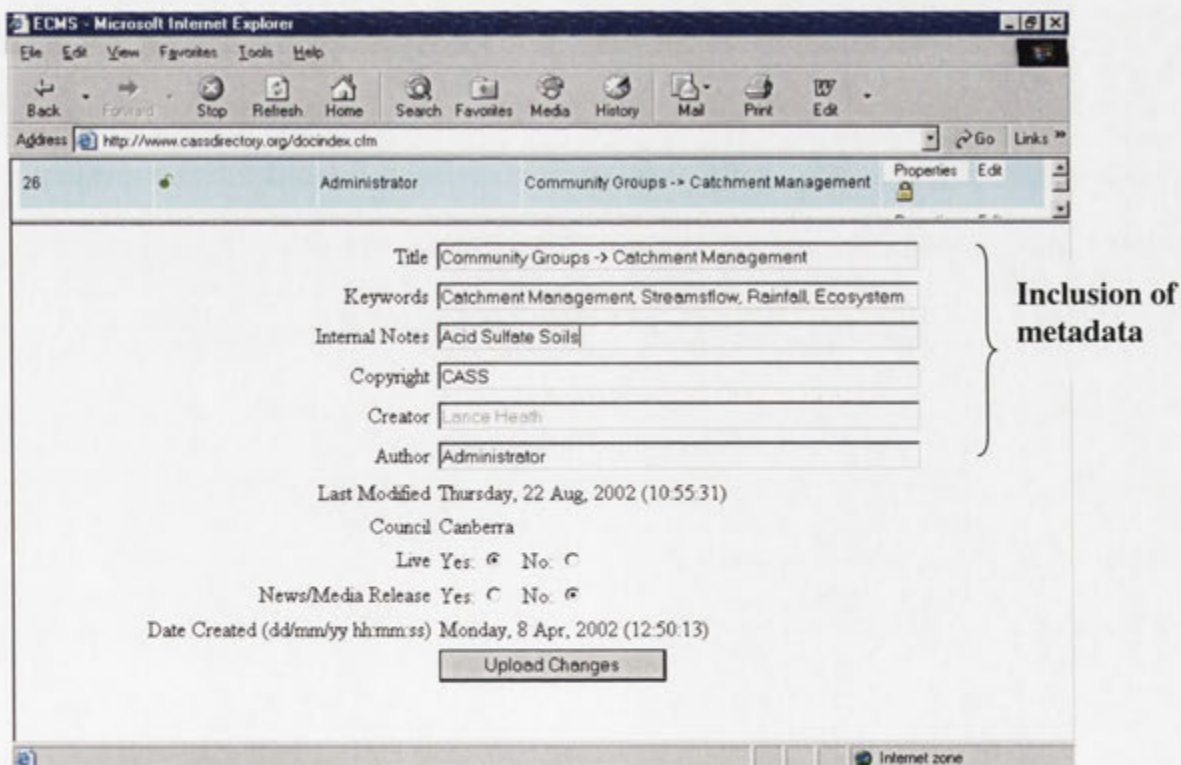 ECMS - Microsoft Internet Explorer
File Edit View Favorites Tools Help
Back Forward Stop Refresh Home Search Favorites Media History Mail Print Edit
Address http://www.cassdirectory.org/docindex.cfm Go Links »
26 Administrator Community Groups -> Catchment Management Properties Edit
Title Community Groups -> Catchment Management
Keywords Catchment Management, Streamsflow, Rainfall, Ecosystem
Internal Notes Acid Sulfate Soils
Copyright CASS
Creator Lance Heath
Author Administrator
Last Modified Thursday, 22 Aug, 2002 (10:55:31)
Council Canberra
Live Yes: No:
News/Media Release Yes: No:
Date Created (dd/mm/yy hh:mm:ss) Monday, 8 Apr, 2002 (12:50:13)
Upload Changes
Internet zone
Inclusion of
metadata